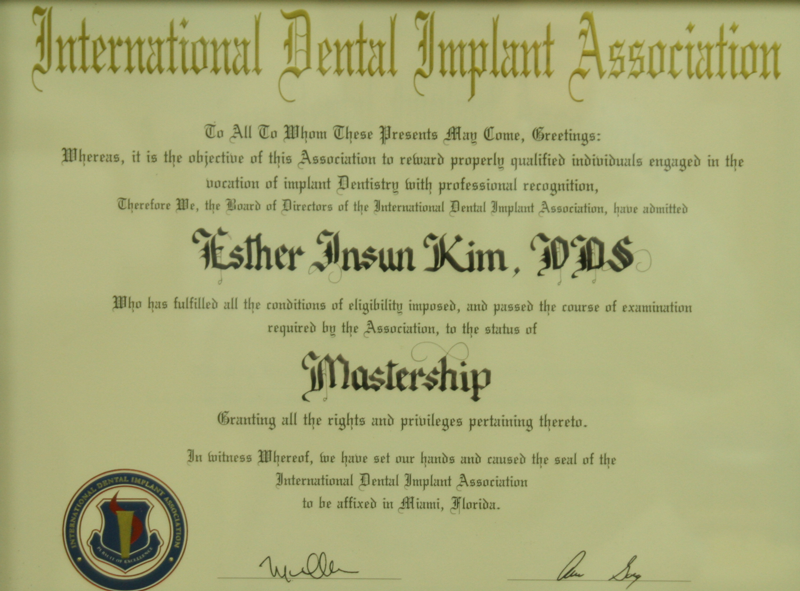 International Dental Implant Association
To All To Whom These Presents May Come, Greetings:
Whereas, it is the objective of this Association to reward properly qualified individuals engaged in the
vocation of implant Dentistry with professional recognition,
Therefore We, the Board of Directors of the International Dental Implant Association, have admitted
Esther Insun Kim, DDS
Who has fulfilled all the conditions of eligibility imposed, and passed the course of examination
required by the Association, to the status of
Mastership
Granting all the rights and privileges pertaining thereto.
In witness Whereof, we have set our hands and caused the seal of the
International Dental Implant Association
to be affixed in Miami, Florida.
INTERNATIONAL DENTAL IMPLANT ASSOCIATION